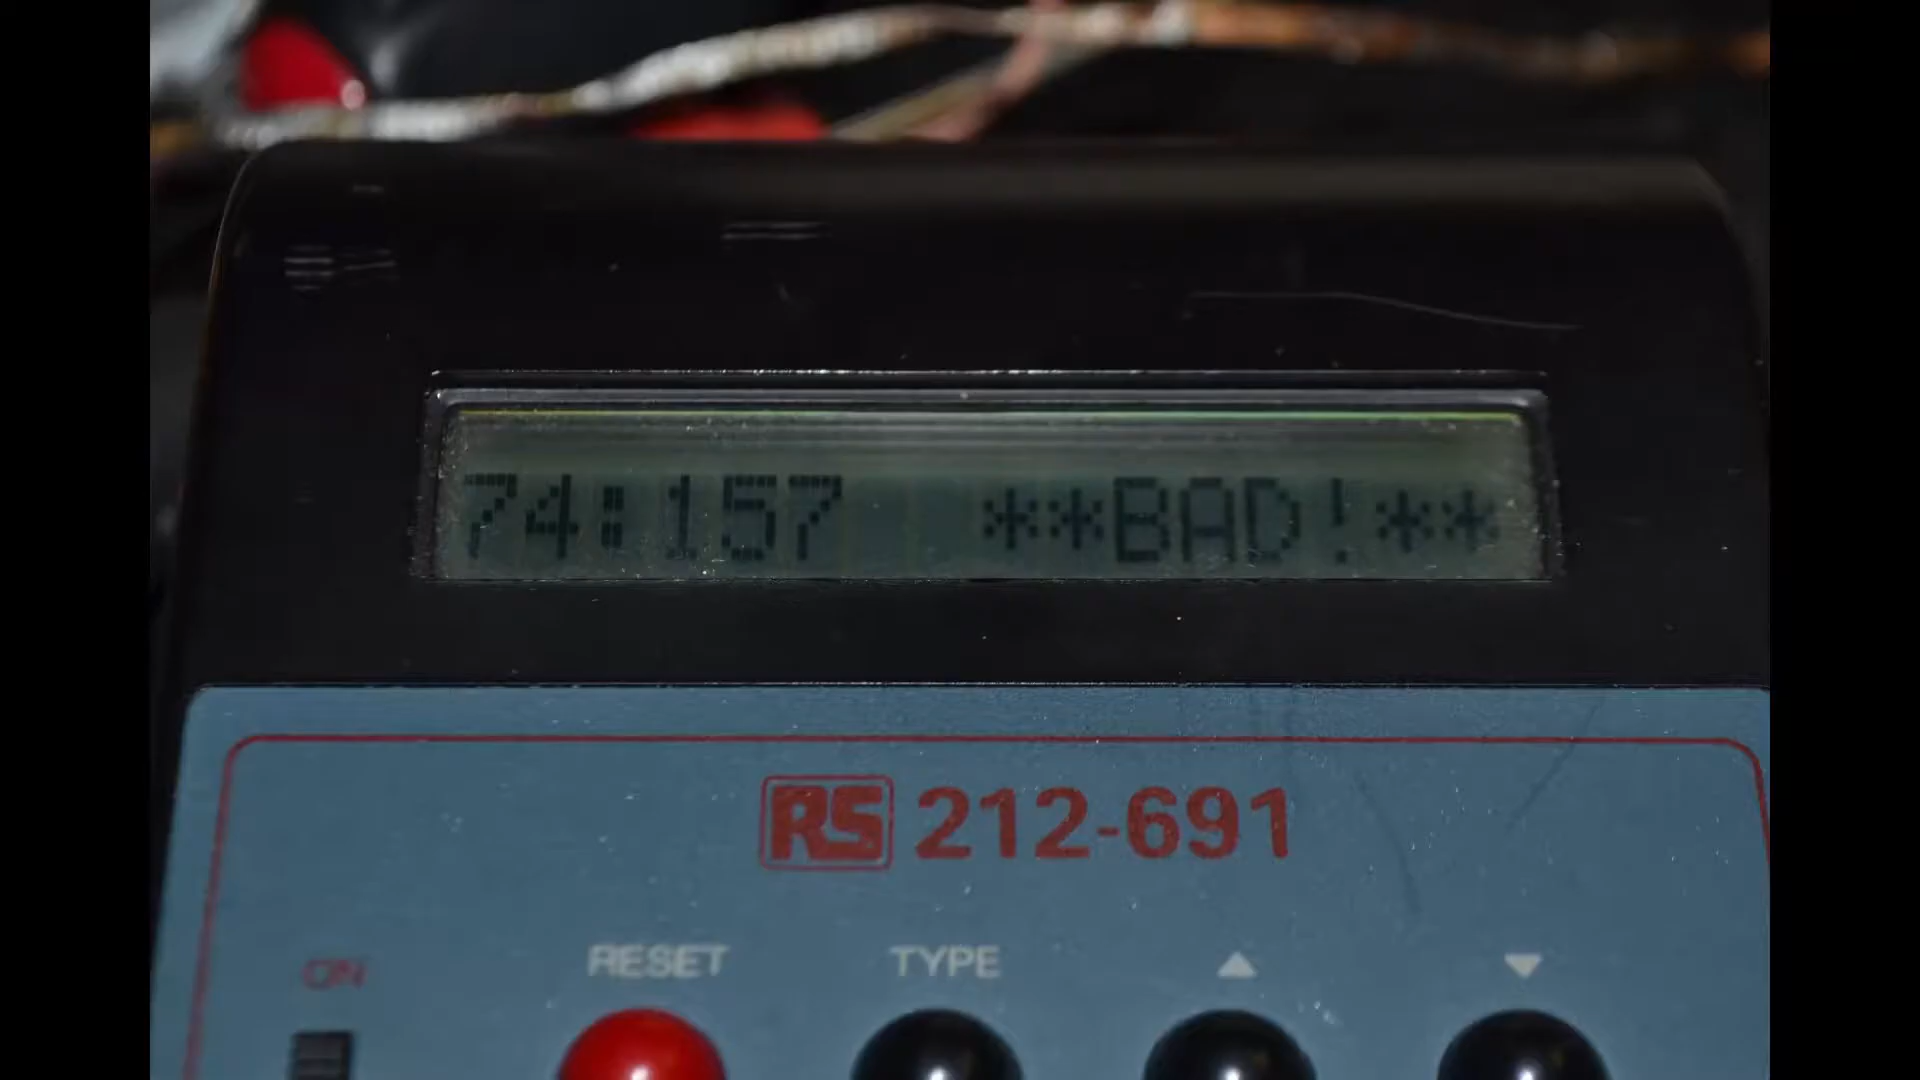 74:157 **BAD!**
RS 212-691
ON RESET TYPE ▲ ▼